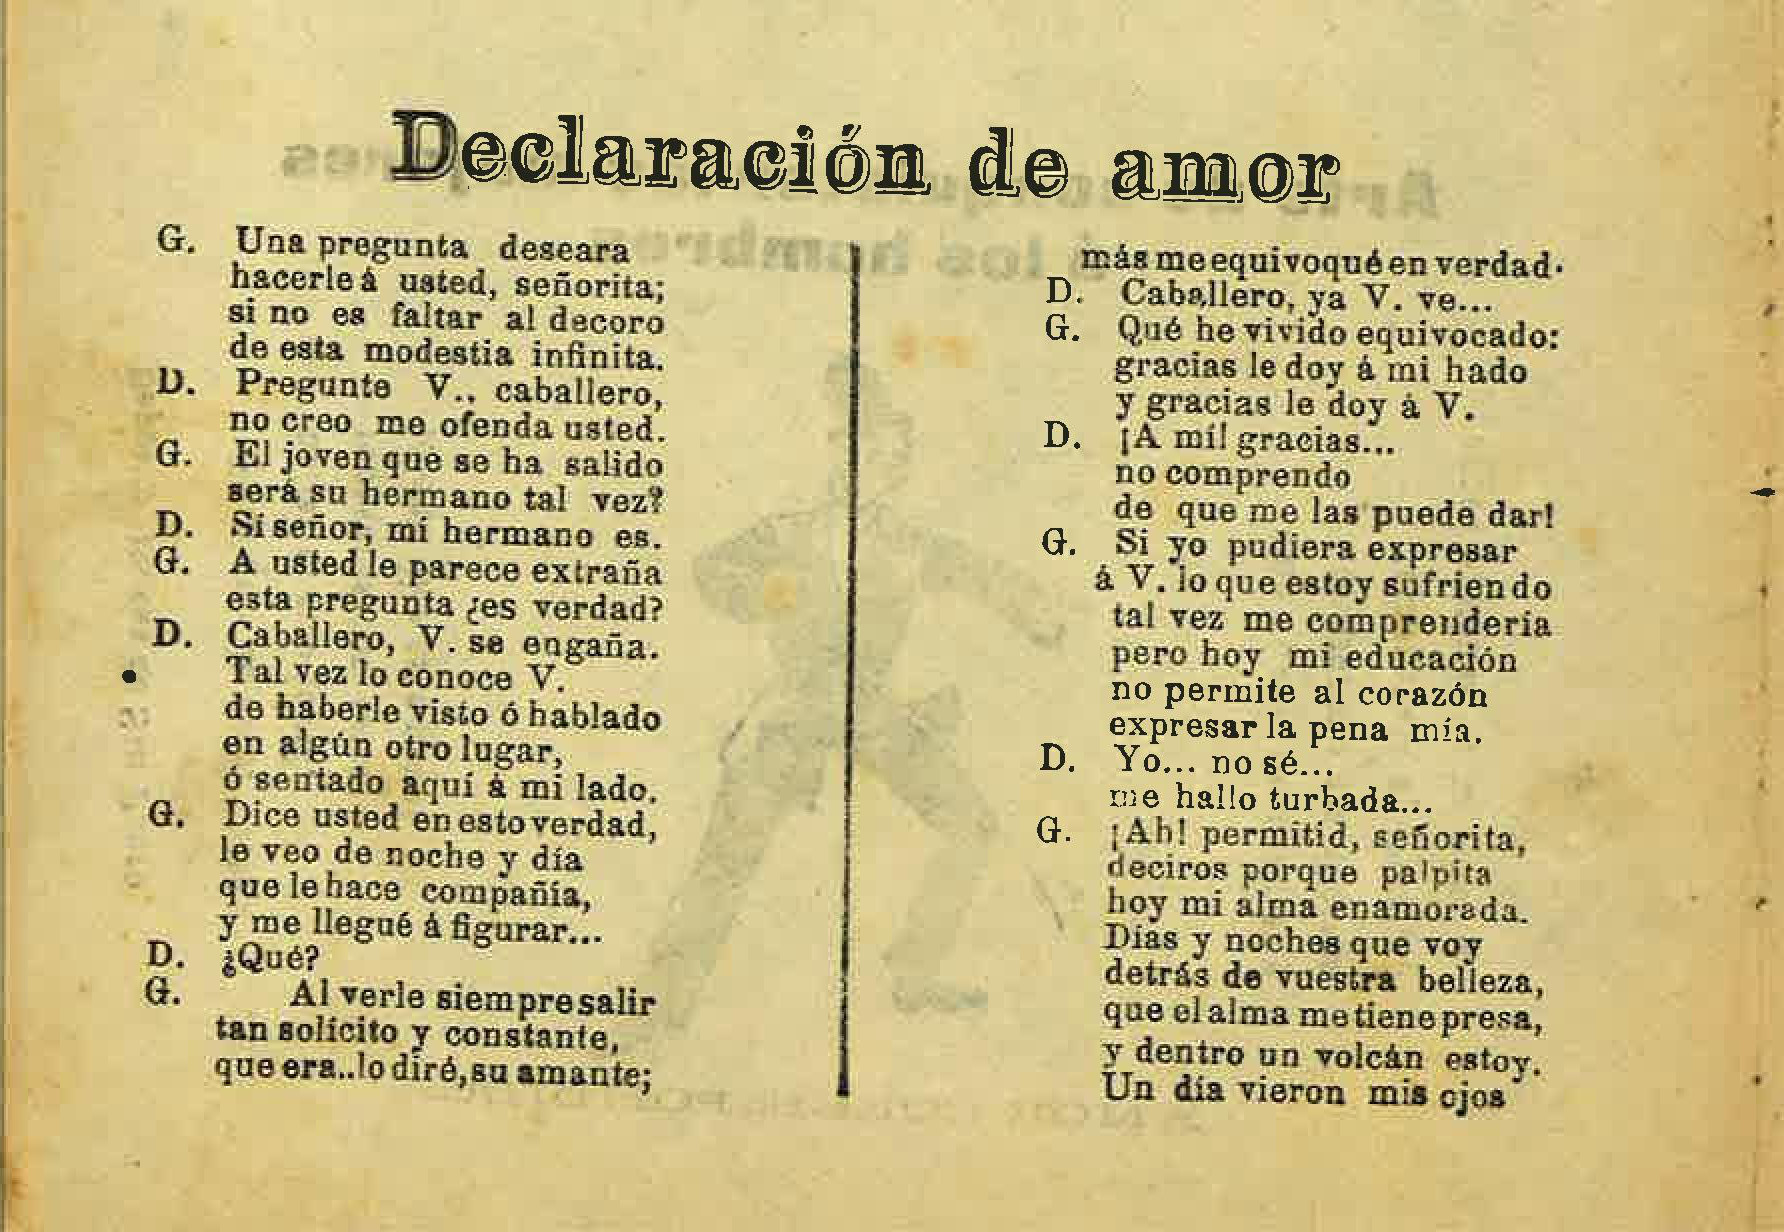 Declaración de amor
G. Una pregunta deseara
hacerle á usted, señorita;
si no es faltar al decoro
de esta modestia infinita.
D. Pregunte V.. caballero,
no creo me ofenda usted.
G. El joven que se ha salido
será su hermano tal vez?
D. Si señor, mi hermano es.
G. A usted le parece extraña
esta pregunta ¿es verdad?
D. Caballero, V. se engaña.
Tal vez lo conoce V.
de haberle visto ó hablado
en algún otro lugar,
ó sentado aquí á mi lado.
G. Dice usted en esto verdad,
le veo de noche y día
que le hace compañía,
y me llegué á figurar...
D. ¿Qué?
G. Al verle siempre salir
tan solícito y constante,
que era..lo diré, su amante;
más me equivoqué en verdad.
D. Caballero, ya V. ve...
G. Qué he vivido equivocado:
gracias le doy á mi hado
y gracias le doy á V.
D. ¡A mí! gracias...
no comprendo
de que me las puede dar!
G. Si yo pudiera expresar
á V. lo que estoy sufriendo
tal vez me comprenderia
pero hoy mi educación
no permite al corazón
expresar la pena mía.
D. Yo... no sé...
me hallo turbada...
G. ¡Ah! permitid, señorita,
deciros porque palpita
hoy mi alma enamorada.
Días y noches que voy
detrás de vuestra belleza,
que el alma me tiene presa,
y dentro un volcán estoy.
Un día vieron mis ojos